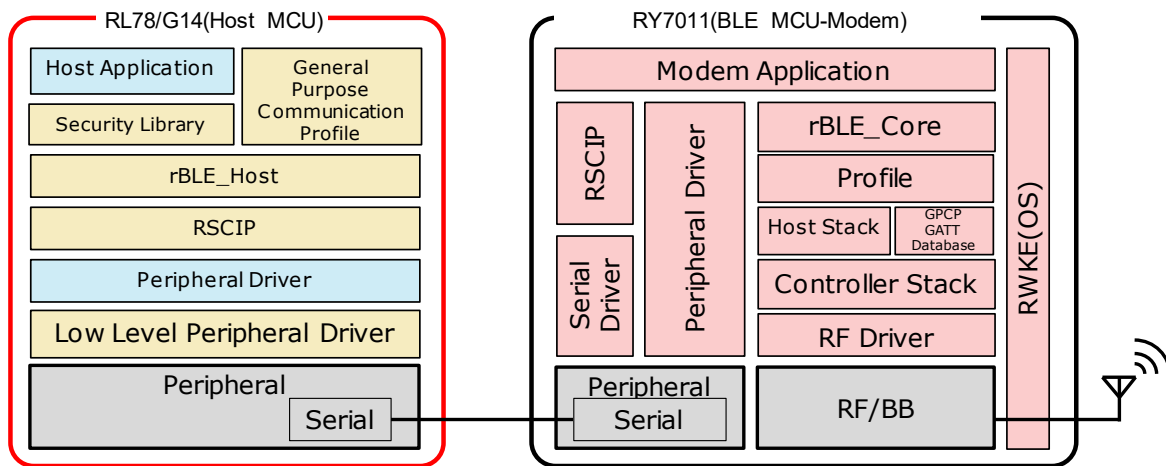 RL78/G14(Host MCU)
Host Application
General
Purpose
Communication
Profile
Security Library
rBLE_Host
RSCIP
Peripheral Driver
Low Level Peripheral Driver
Peripheral
Serial
RY7011(BLE MCU-Modem)
Modem Application
RSCIP
Serial
Driver
Peripheral Driver
rBLE_Core
Profile
Host Stack
GPCP
GATT
Database
Controller Stack
RF Driver
Peripheral
Serial
RF/BB
RWKE(OS)